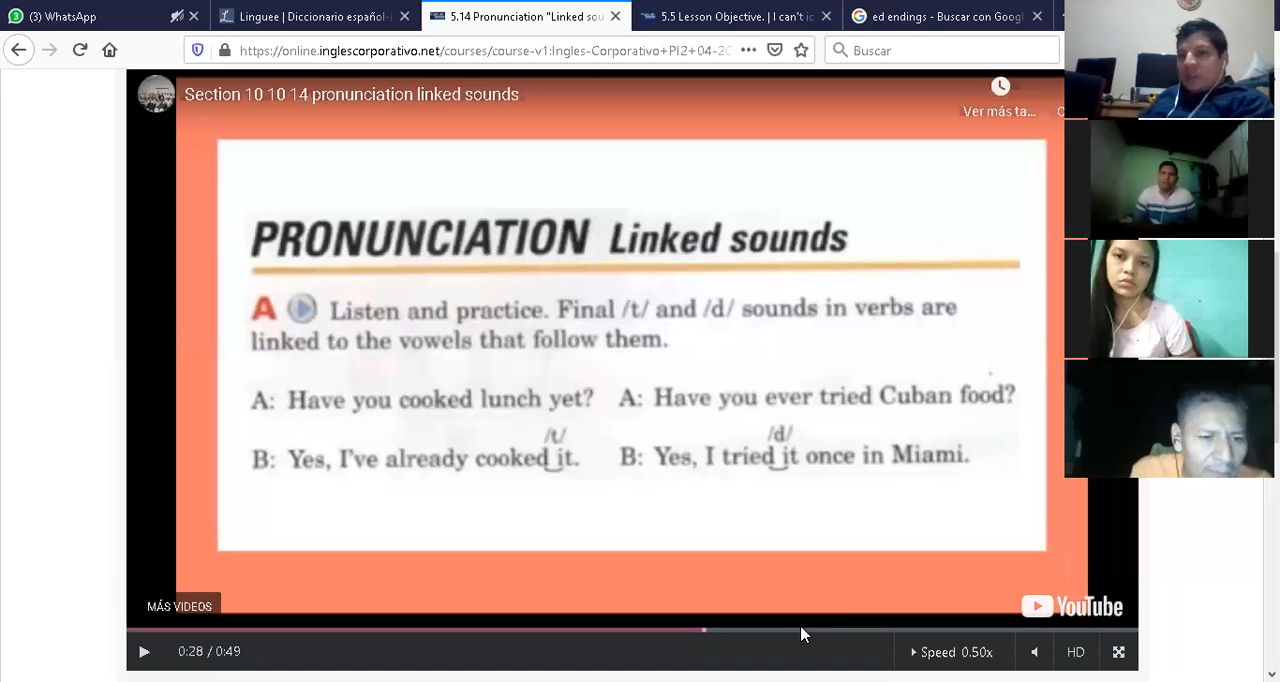 (3) WhatsApp
Linguee | Diccionario español-i
5.14 Pronunciation "Linked sou
5.5 Lesson Objective. | I can't ic
ed endings - Buscar con Googl
https://online.inglescorporativo.net/courses/course-v1:Ingles-Corporativo+PI2+04-20
Buscar
Section 10 10 14 pronunciation linked sounds
Ver más ta...
PRONUNCIATION Linked sounds
A Listen and practice. Final /t/ and /d/ sounds in verbs are
linked to the vowels that follow them.
A: Have you cooked lunch yet? A: Have you ever tried Cuban food?
/t/ /d/
B: Yes, I've already cooked it. B: Yes, I tried it once in Miami.
MÁS VIDEOS
YouTube
0:28 / 0:49
Speed 0.50x
HD